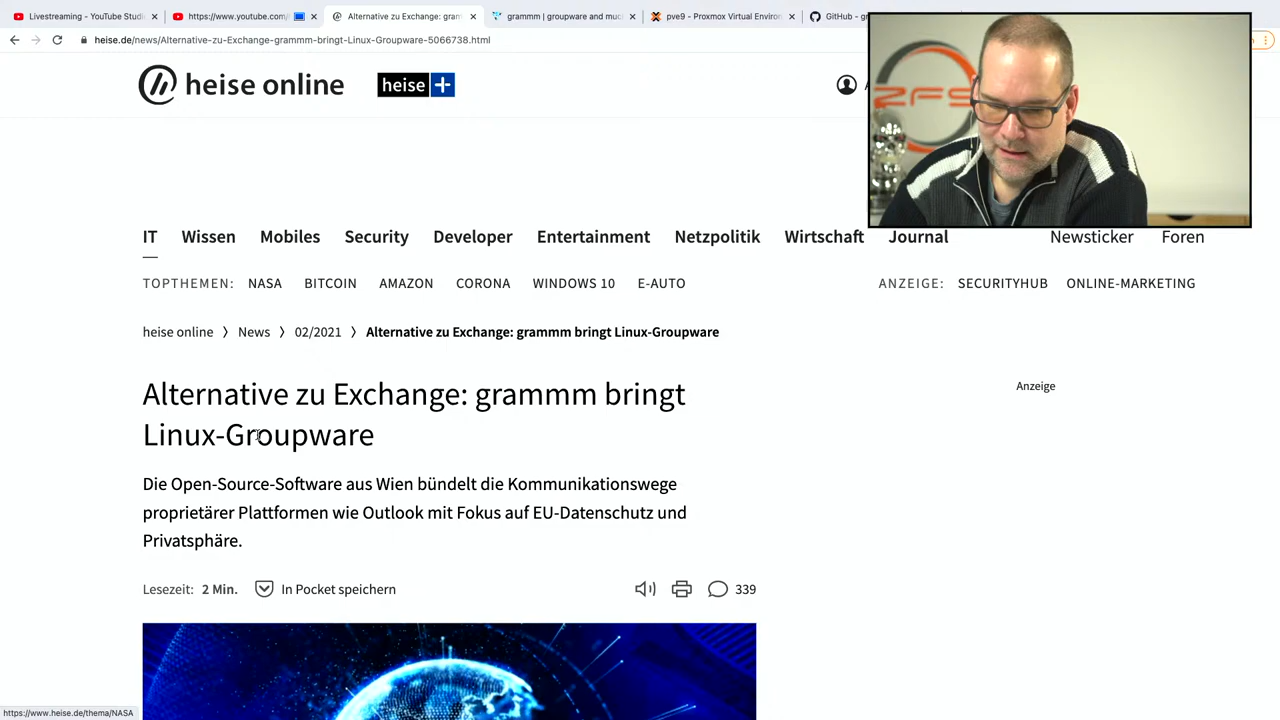 Livestreaming - YouTube Studi
https://www.youtube.com/
Alternative zu Exchange: gram
grammm | groupware and muc
pve9 - Proxmox Virtual Environ
GitHub - gr
heise.de/news/Alternative-zu-Exchange-grammm-bringt-Linux-Groupware-5066738.html
heise online
heise+
ZFS
IT Wissen Mobiles Security Developer Entertainment Netzpolitik Wirtschaft Journal Newsticker Foren
TOPTHEMEN: NASA BITCOIN AMAZON CORONA WINDOWS 10 E-AUTO ANZEIGE: SECURITYHUB ONLINE-MARKETING
heise online > News > 02/2021 > Alternative zu Exchange: grammm bringt Linux-Groupware
Alternative zu Exchange: grammm bringt
Linux-Groupware
Anzeige
Die Open-Source-Software aus Wien bündelt die Kommunikationswege
proprietärer Plattformen wie Outlook mit Fokus auf EU-Datenschutz und
Privatsphäre.
Lesezeit: 2 Min. In Pocket speichern 339
https://www.heise.de/thema/NASA